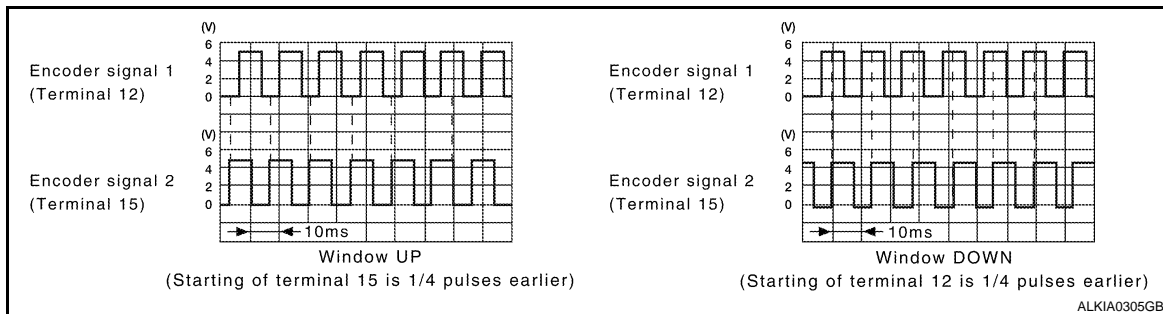 (V)
6
4
2
0
Encoder signal 1
(Terminal 12)
(V)
6
4
2
0
Encoder signal 2
(Terminal 15)
10ms
Window UP
(Starting of terminal 15 is 1/4 pulses earlier)
(V)
6
4
2
0
Encoder signal 1
(Terminal 12)
(V)
6
4
2
0
Encoder signal 2
(Terminal 15)
10ms
Window DOWN
(Starting of terminal 12 is 1/4 pulses earlier)
ALKIA0305GB